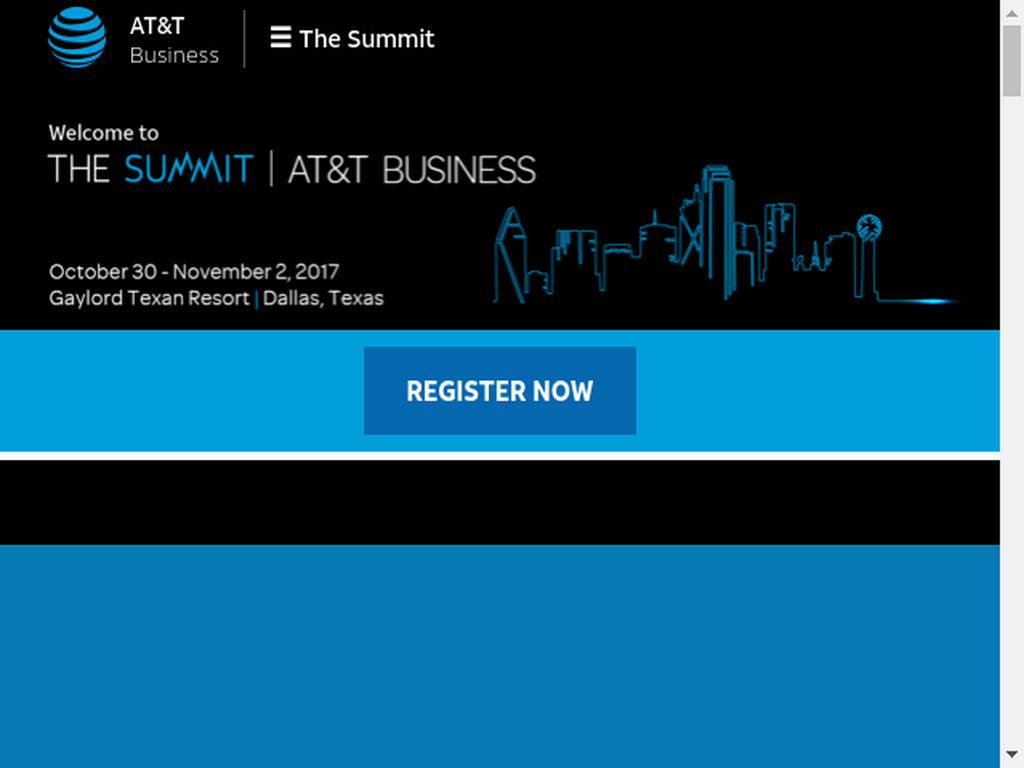 AT&T
Business
The Summit
Welcome to
THE SUMMIT | AT&T BUSINESS
October 30 - November 2, 2017
Gaylord Texan Resort | Dallas, Texas
REGISTER NOW